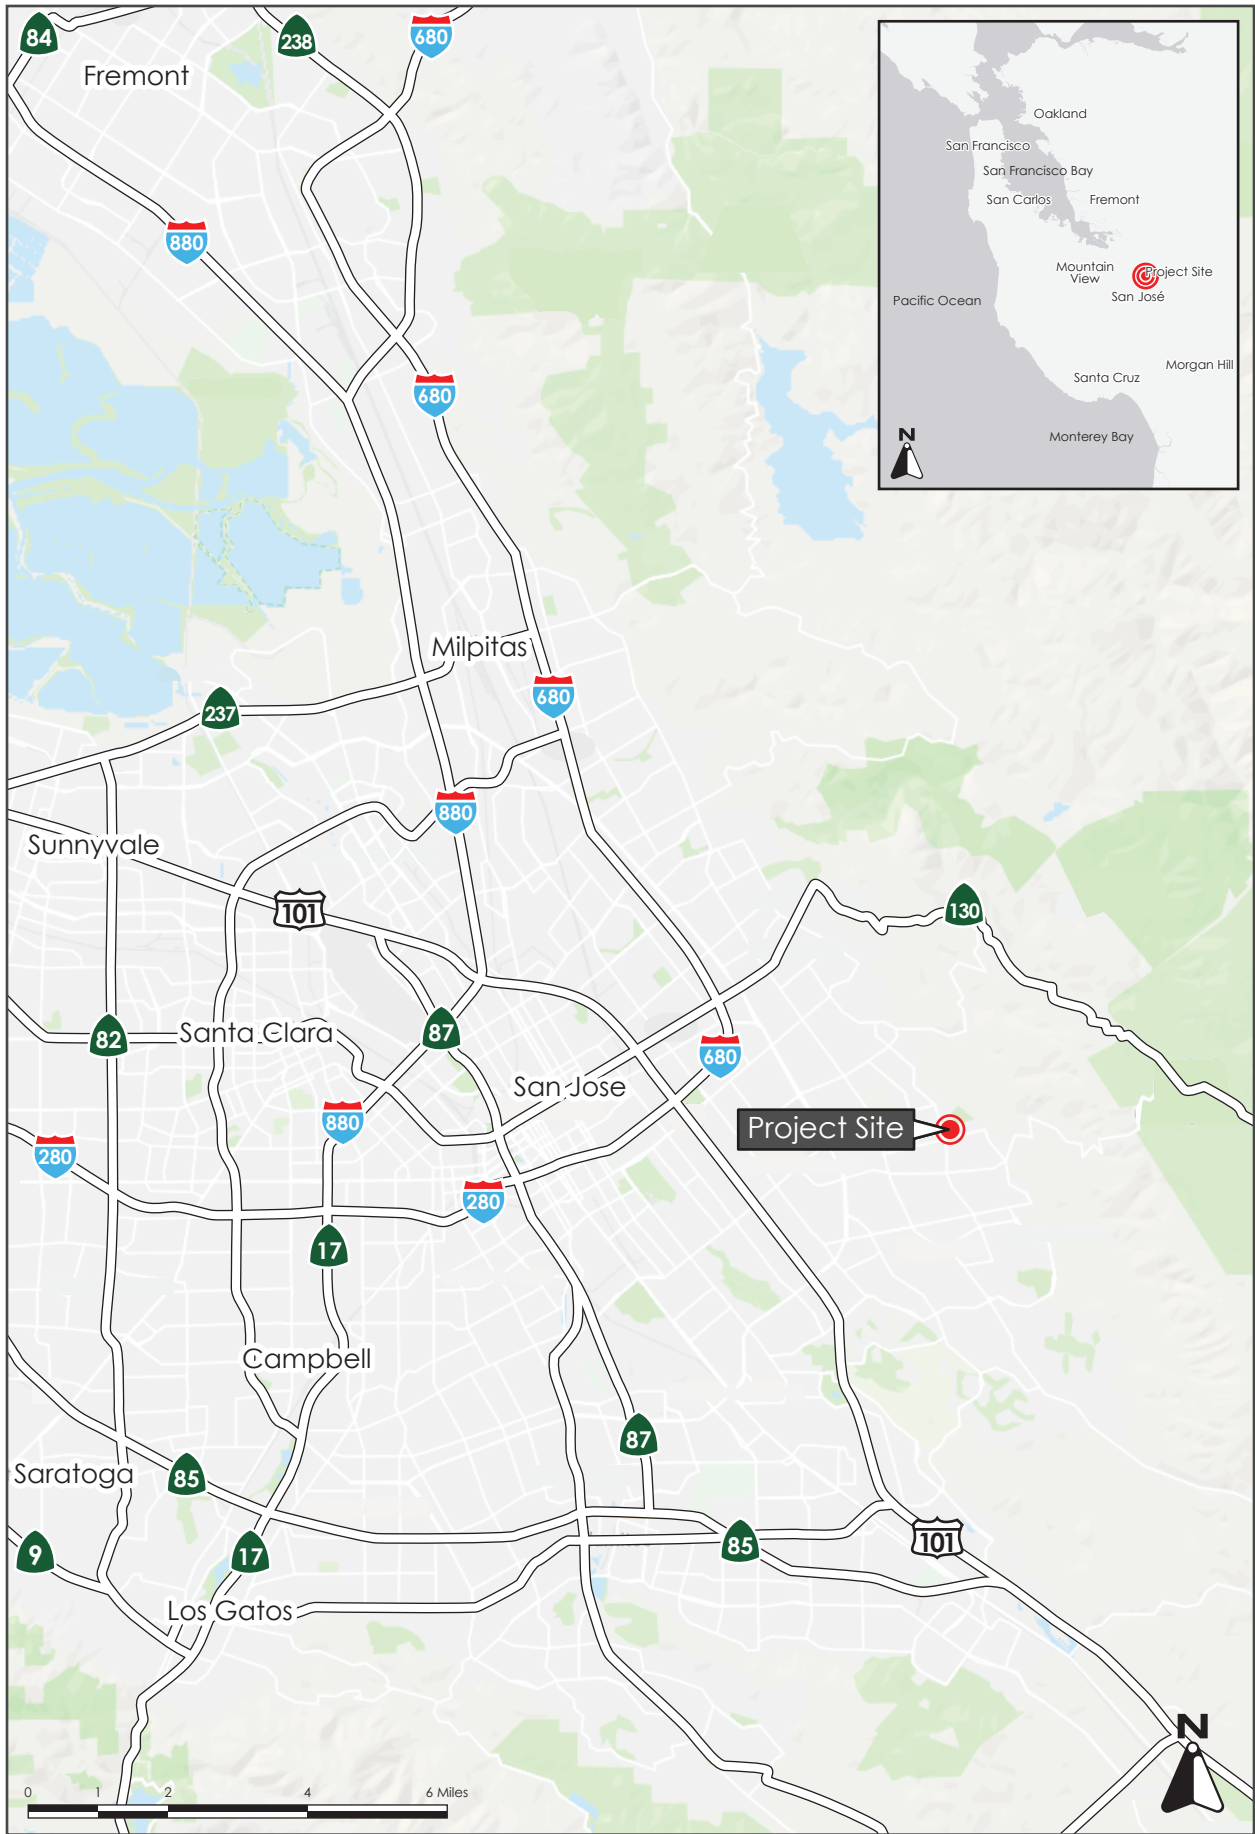 84
238
680
Fremont
Oakland
San Francisco
San Francisco Bay
San Carlos
Fremont
880
Mountain
View
Project Site
San José
Pacific Ocean
Morgan Hill
Santa Cruz
680
Monterey Bay
N
Milpitas
680
237
880
Sunnyvale
101
130
87
82
Santa Clara
680
San Jose
880
Project Site
280
280
17
Campbell
87
Saratoga
85
101
85
9
17
Los Gatos
N
0 1 2 4 6 Miles